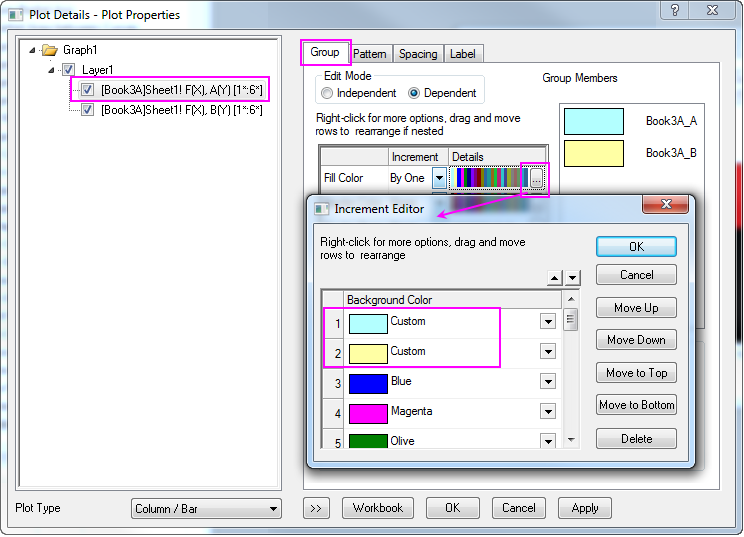 Plot Details - Plot Properties
?
Graph1
Layer1
[Book3A]Sheet1! F(X), A(Y) [1*:6*]
[Book3A]Sheet1! F(X), B(Y) [1*:6*]
Group Pattern Spacing Label
Edit Mode
Independent Dependent
Right-click for more options, drag and move
rows to rearrange if nested
Group Members
Book3A_A
Book3A_B
Increment Details
Fill Color By One ...
Increment Editor
Right-click for more options, drag and move
rows to rearrange
Background Color
1 Custom
2 Custom
3 Blue
4 Magenta
5 Olive
OK
Cancel
Move Up
Move Down
Move to Top
Move to Bottom
Delete
Plot Type Column / Bar >> Workbook OK Cancel Apply